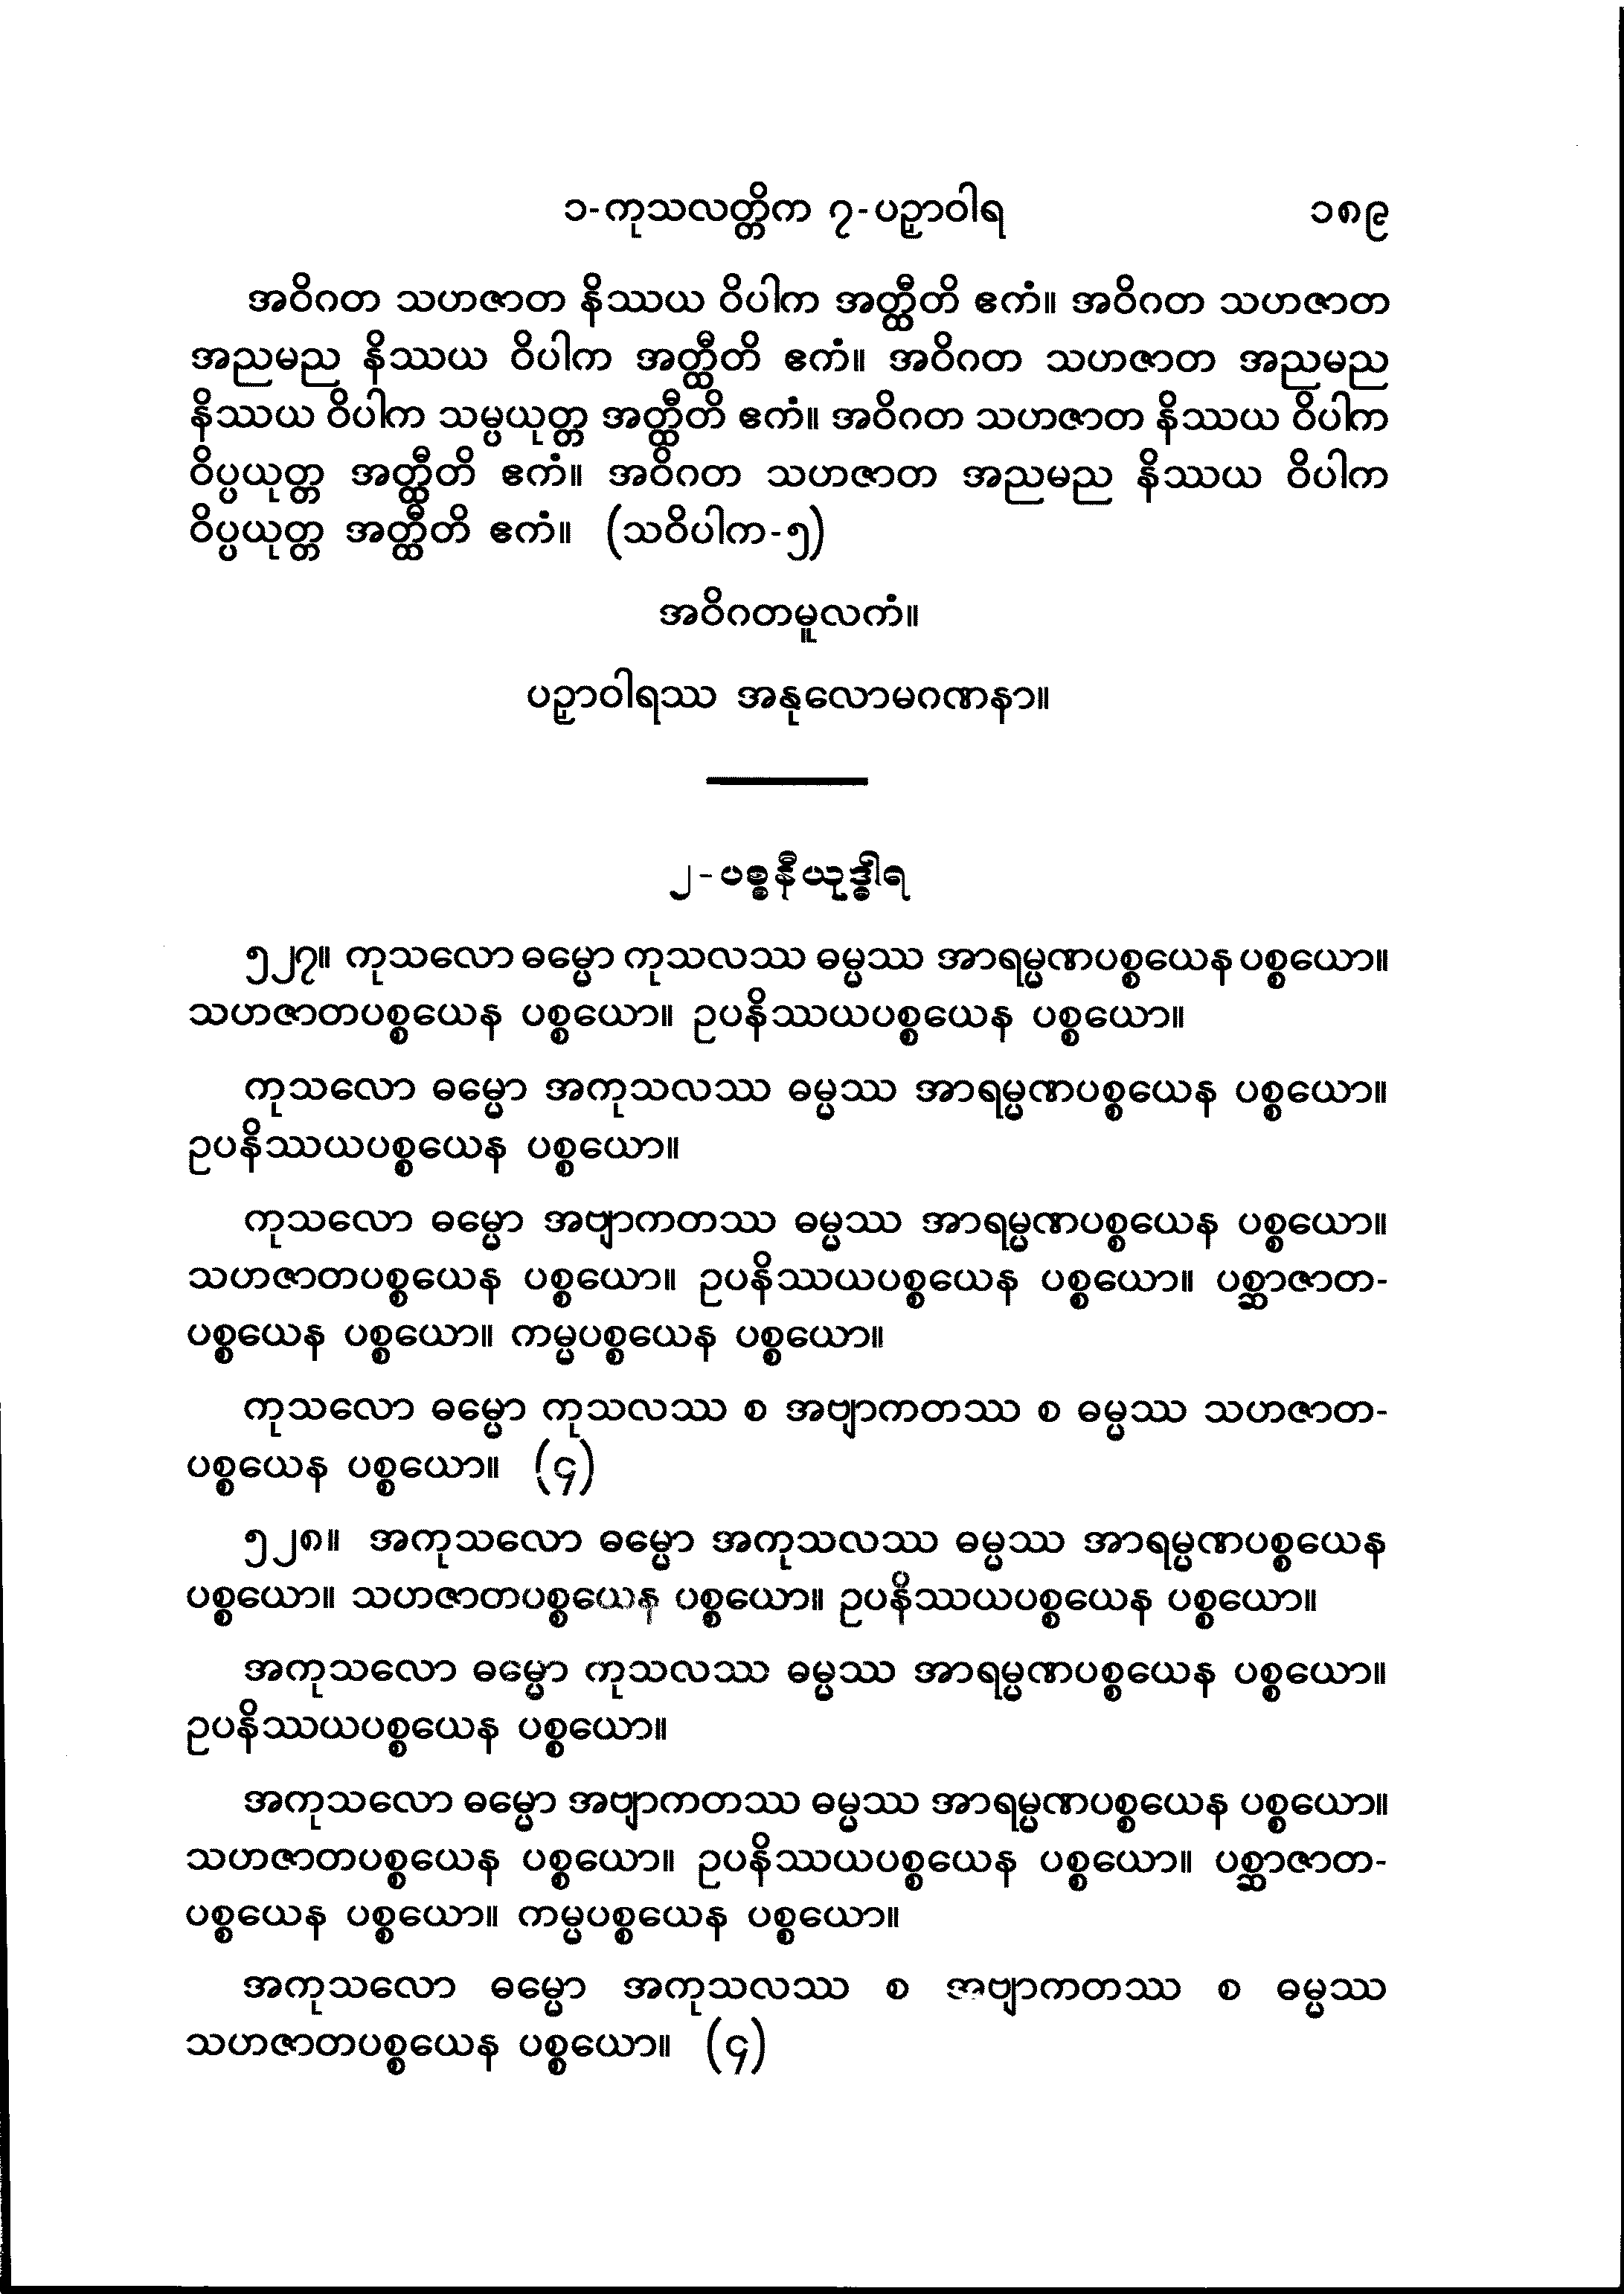 ၁-ကုသလတ္တိက ၇-ပဉှာဝါရ ၁၈၉
အဝိဂတ သဟဇာတ နိဿယ ဝိပါက အတ္ထီတိ ဧကံ။ အဝိဂတ သဟဇာတ
အညမည နိဿယ ဝိပါက အတ္ထီတိ ဧကံ။ အဝိဂတ သဟဇာတ အညမည
နိဿယ ဝိပါက သမ္ပယုတ္တ အတ္ထီတိ ဧကံ။ အဝိဂတ သဟဇာတ နိဿယ ဝိပါက
ဝိပ္ပယုတ္တ အတ္ထီတိ ဧကံ။ အဝိဂတ သဟဇာတ အညမည နိဿယ ဝိပါက
ဝိပ္ပယုတ္တ အတ္ထီတိ ဧကံ။ (သဝိပါက-၅)
အဝိဂတမူလကံ။
ပဉှာဝါရဿ အနုလောမဂဏနာ။
၂-ပစ္စနီယုဒ္ဓါရ
၅၂၇။ ကုသလော ဓမ္မော ကုသလဿ ဓမ္မဿ အာရမ္မဏပစ္စယေန ပစ္စယော။
သဟဇာတပစ္စယေန ပစ္စယော။ ဥပနိဿယပစ္စယေန ပစ္စယော။
ကုသလော ဓမ္မော အကုသလဿ ဓမ္မဿ အာရမ္မဏပစ္စယေန ပစ္စယော။
ဥပနိဿယပစ္စယေန ပစ္စယော။
ကုသလော ဓမ္မော အဗျာကတဿ ဓမ္မဿ အာရမ္မဏပစ္စယေန ပစ္စယော။
သဟဇာတပစ္စယေန ပစ္စယော။ ဥပနိဿယပစ္စယေန ပစ္စယော။ ပစ္ဆာဇာတ-
ပစ္စယေန ပစ္စယော။ ကမ္မပစ္စယေန ပစ္စယော။
ကုသလော ဓမ္မော ကုသလဿ စ အဗျာကတဿ စ ဓမ္မဿ သဟဇာတ-
ပစ္စယေန ပစ္စယော။ (၄)
၅၂၈။ အကုသလော ဓမ္မော အကုသလဿ ဓမ္မဿ အာရမ္မဏပစ္စယေန
ပစ္စယော။ သဟဇာတပစ္စယေန ပစ္စယော။ ဥပနိဿယပစ္စယေန ပစ္စယော။
အကုသလော ဓမ္မော ကုသလဿ ဓမ္မဿ အာရမ္မဏပစ္စယေန ပစ္စယော။
ဥပနိဿယပစ္စယေန ပစ္စယော။
အကုသလော ဓမ္မော အဗျာကတဿ ဓမ္မဿ အာရမ္မဏပစ္စယေန ပစ္စယော။
သဟဇာတပစ္စယေန ပစ္စယော။ ဥပနိဿယပစ္စယေန ပစ္စယော။ ပစ္ဆာဇာတ-
ပစ္စယေန ပစ္စယော။ ကမ္မပစ္စယေန ပစ္စယော။
အကုသလော ဓမ္မော အကုသလဿ စ အဗျာကတဿ စ ဓမ္မဿ
သဟဇာတပစ္စယေန ပစ္စယော။ (၄)